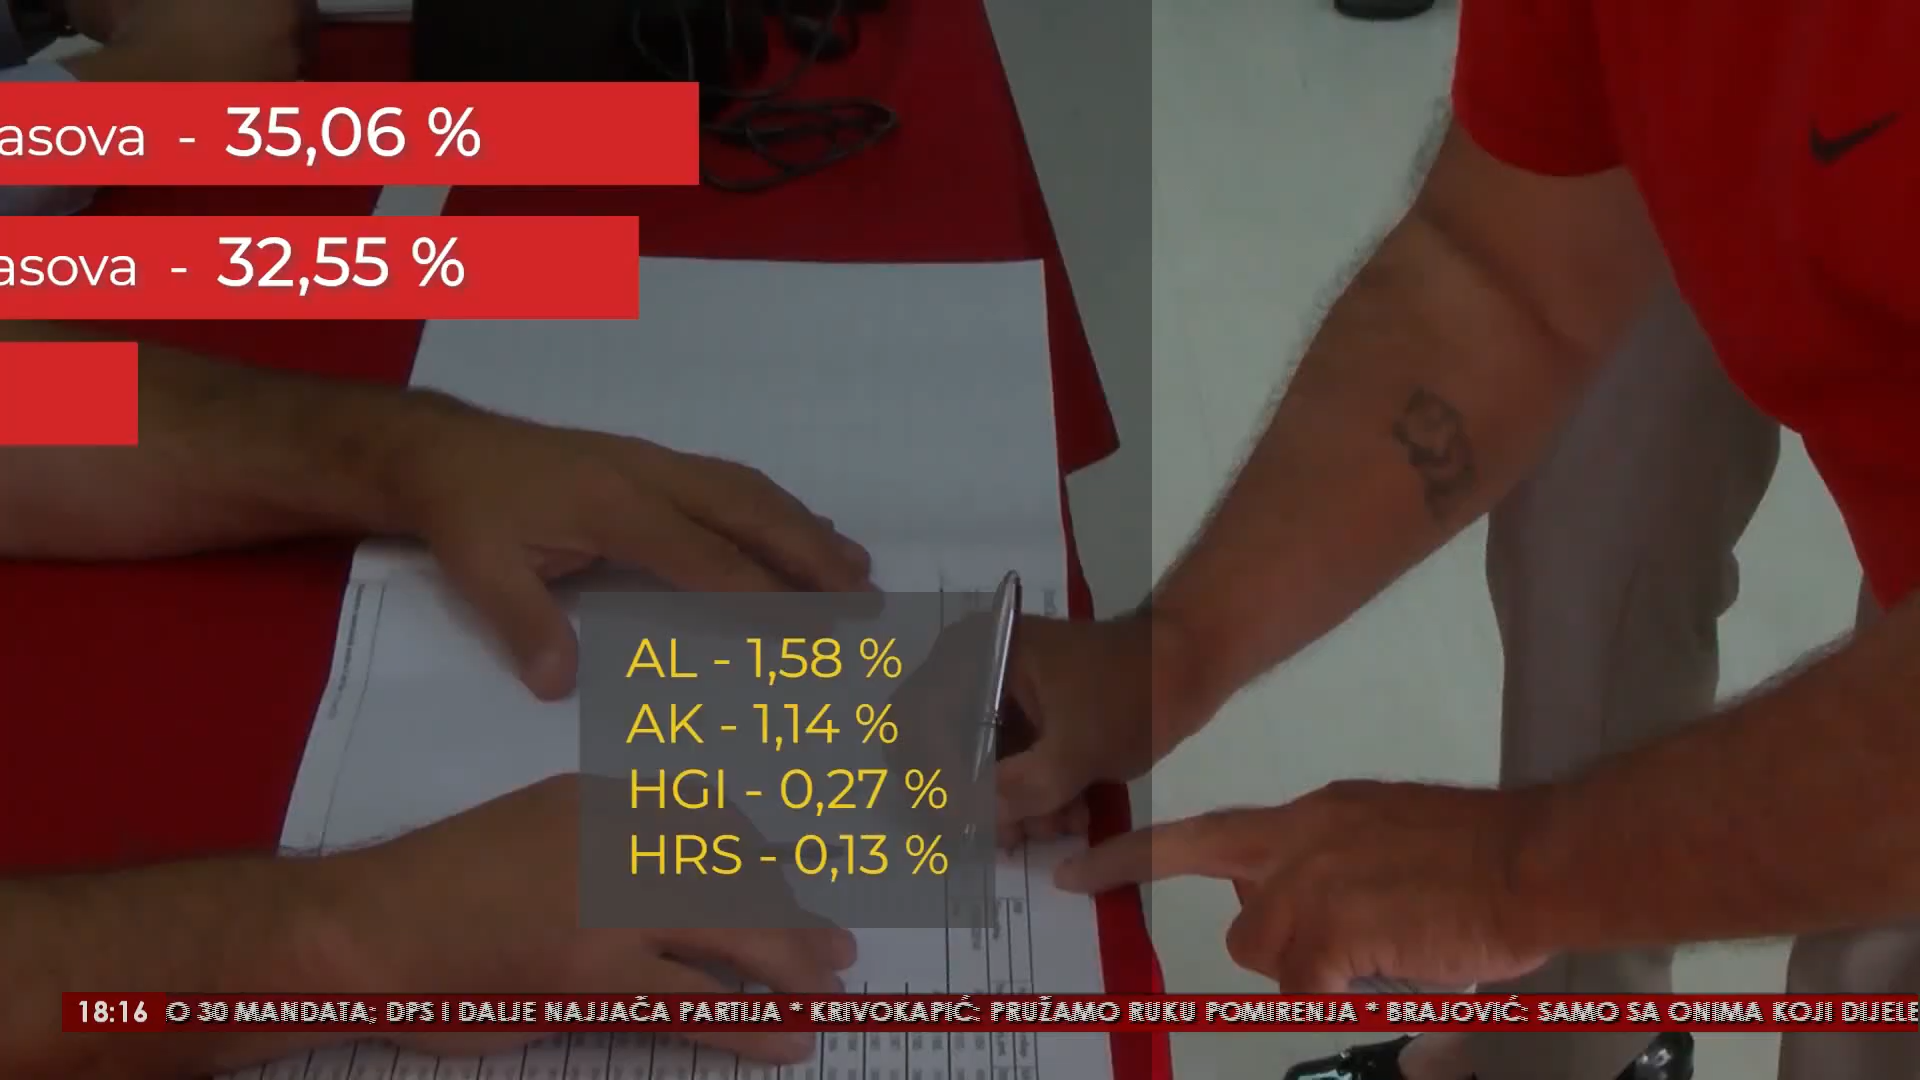 asova - 35,06 %
asova - 32,55 %
AL - 1,58 %
AK - 1,14 %
HGI - 0,27 %
HRS - 0,13 %
18:16 O 30 MANDATA; DPS I DALJE NAJJAČA PARTIJA * KRIVOKAPIĆ: PRUŽAMO RUKU POMIRENJA * BRAJOVIĆ: SAMO SA ONIMA KOJI DIJELE